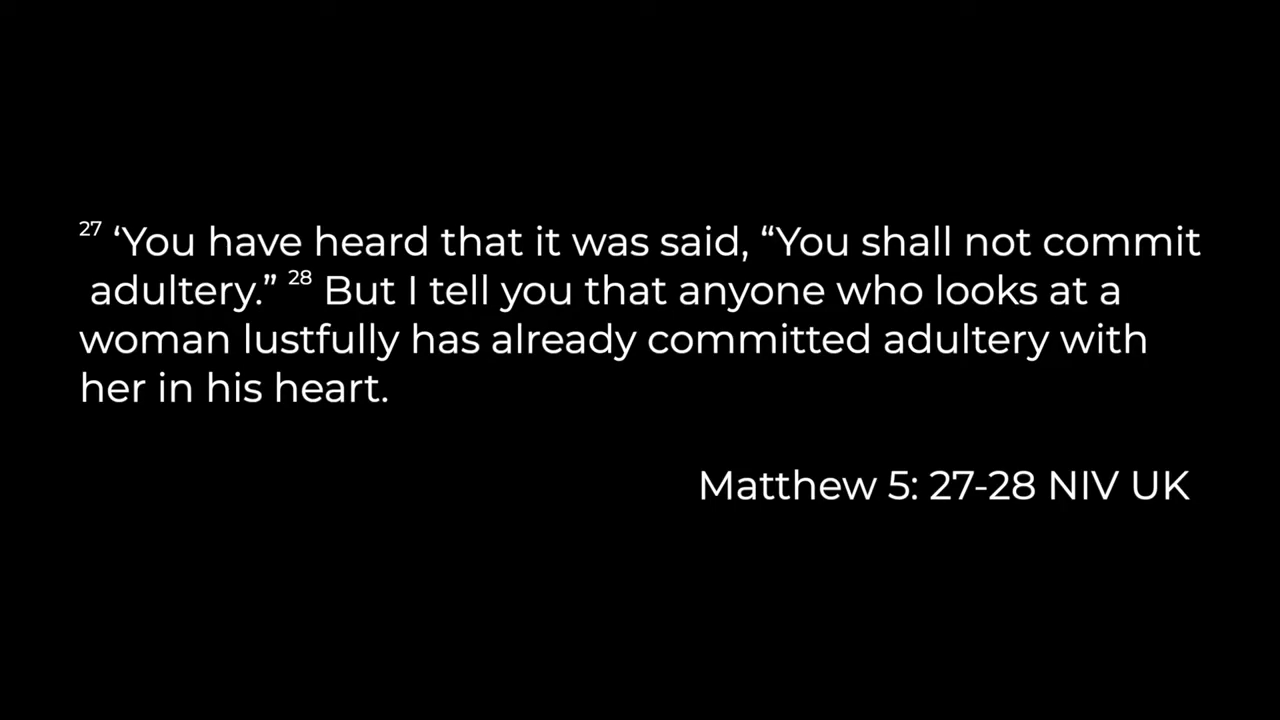 27 ‘You have heard that it was said, “You shall not commit
adultery.” 28 But I tell you that anyone who looks at a
woman lustfully has already committed adultery with
her in his heart.
Matthew 5: 27-28 NIV UK